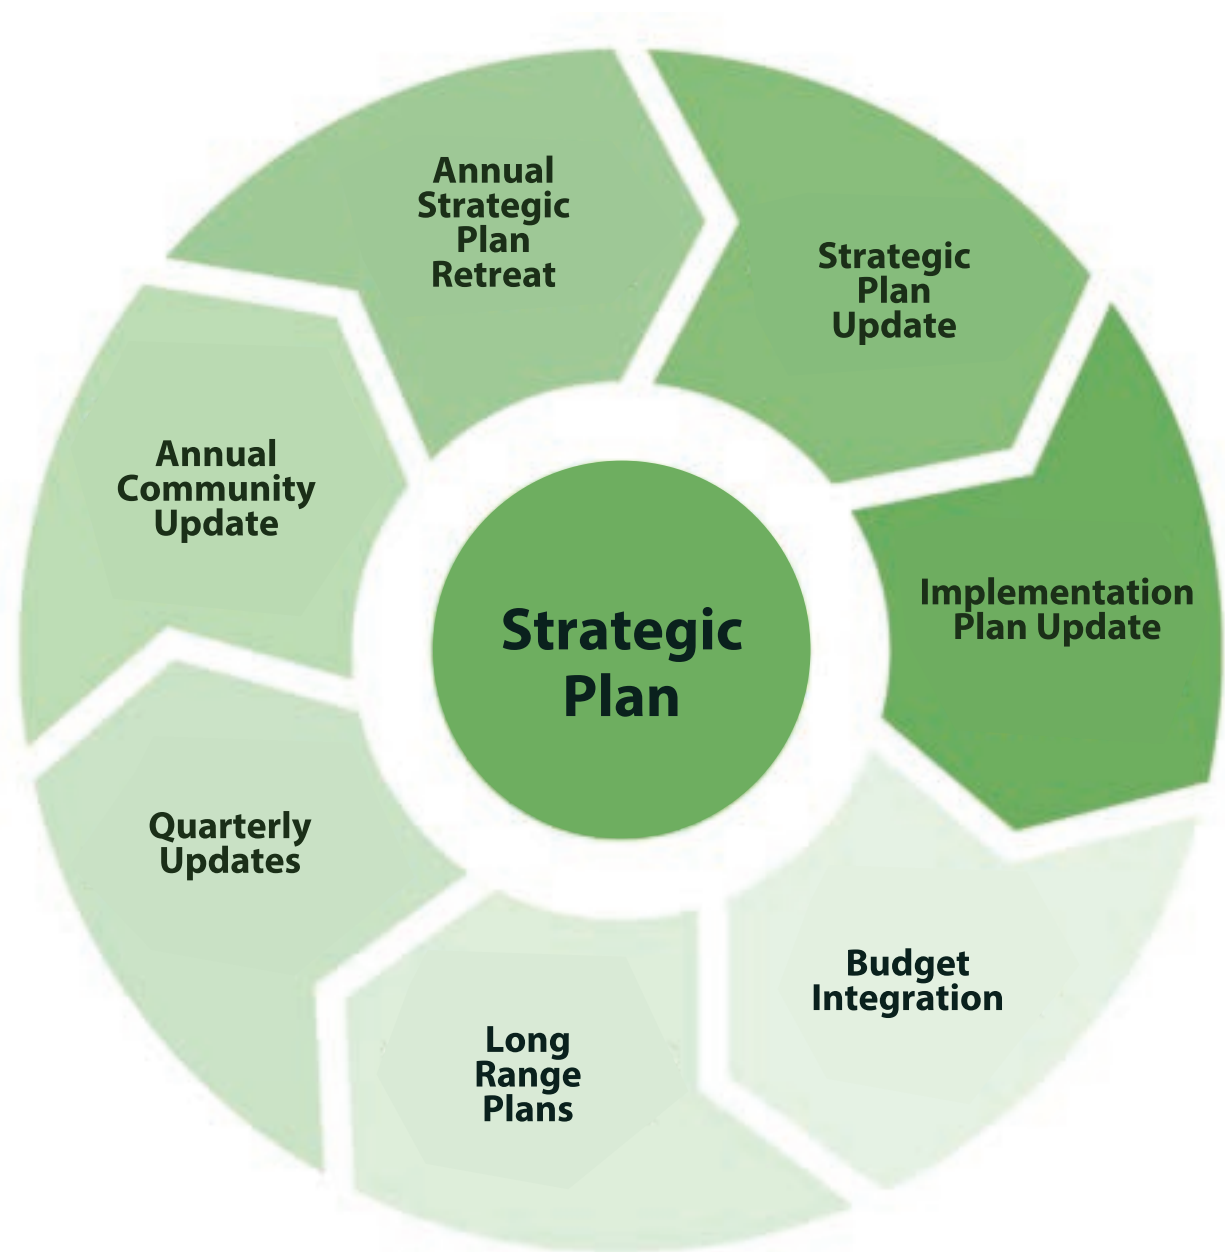 Annual
Strategic
Plan
Retreat
Strategic
Plan
Update
Implementation
Plan Update
Budget
Integration
Long
Range
Plans
Quarterly
Updates
Annual
Community
Update
Strategic
Plan